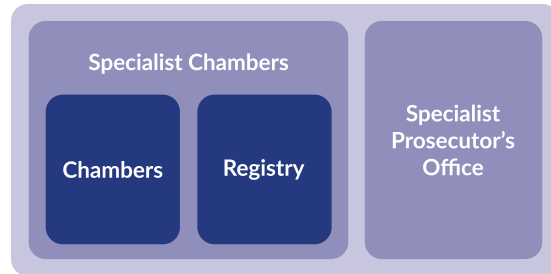 Specialist Chambers
Chambers
Registry
Specialist
Prosecutor's
Office